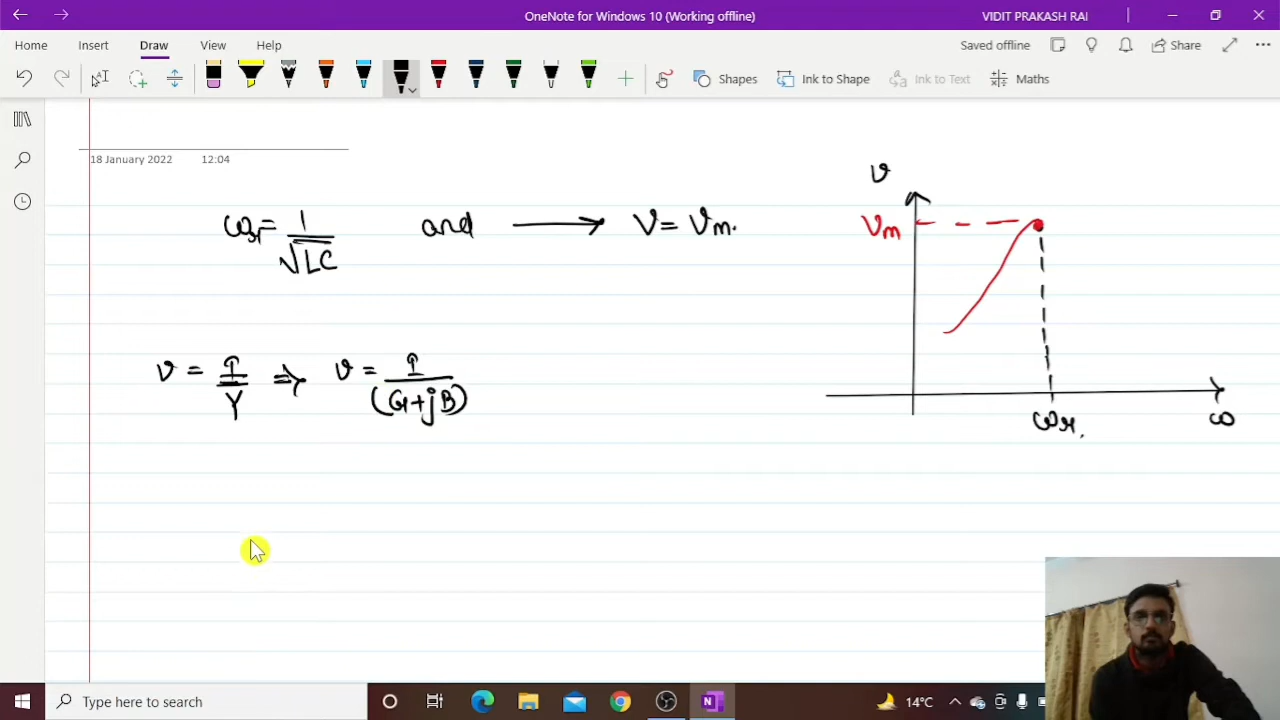 OneNote for Windows 10 (Working offline)
VIDIT PRAKASH RAI
Home Insert Draw View Help
Saved offline
Share
Shapes
Ink to Shape
Ink to Text
Maths
18 January 2022 12:04
ωr = 1/√LC and ⟶ V = Vm.
v = I/Y ⇒ v = I/(G+jB)
v
Vm
ωr.
ω
Type here to search
14°C